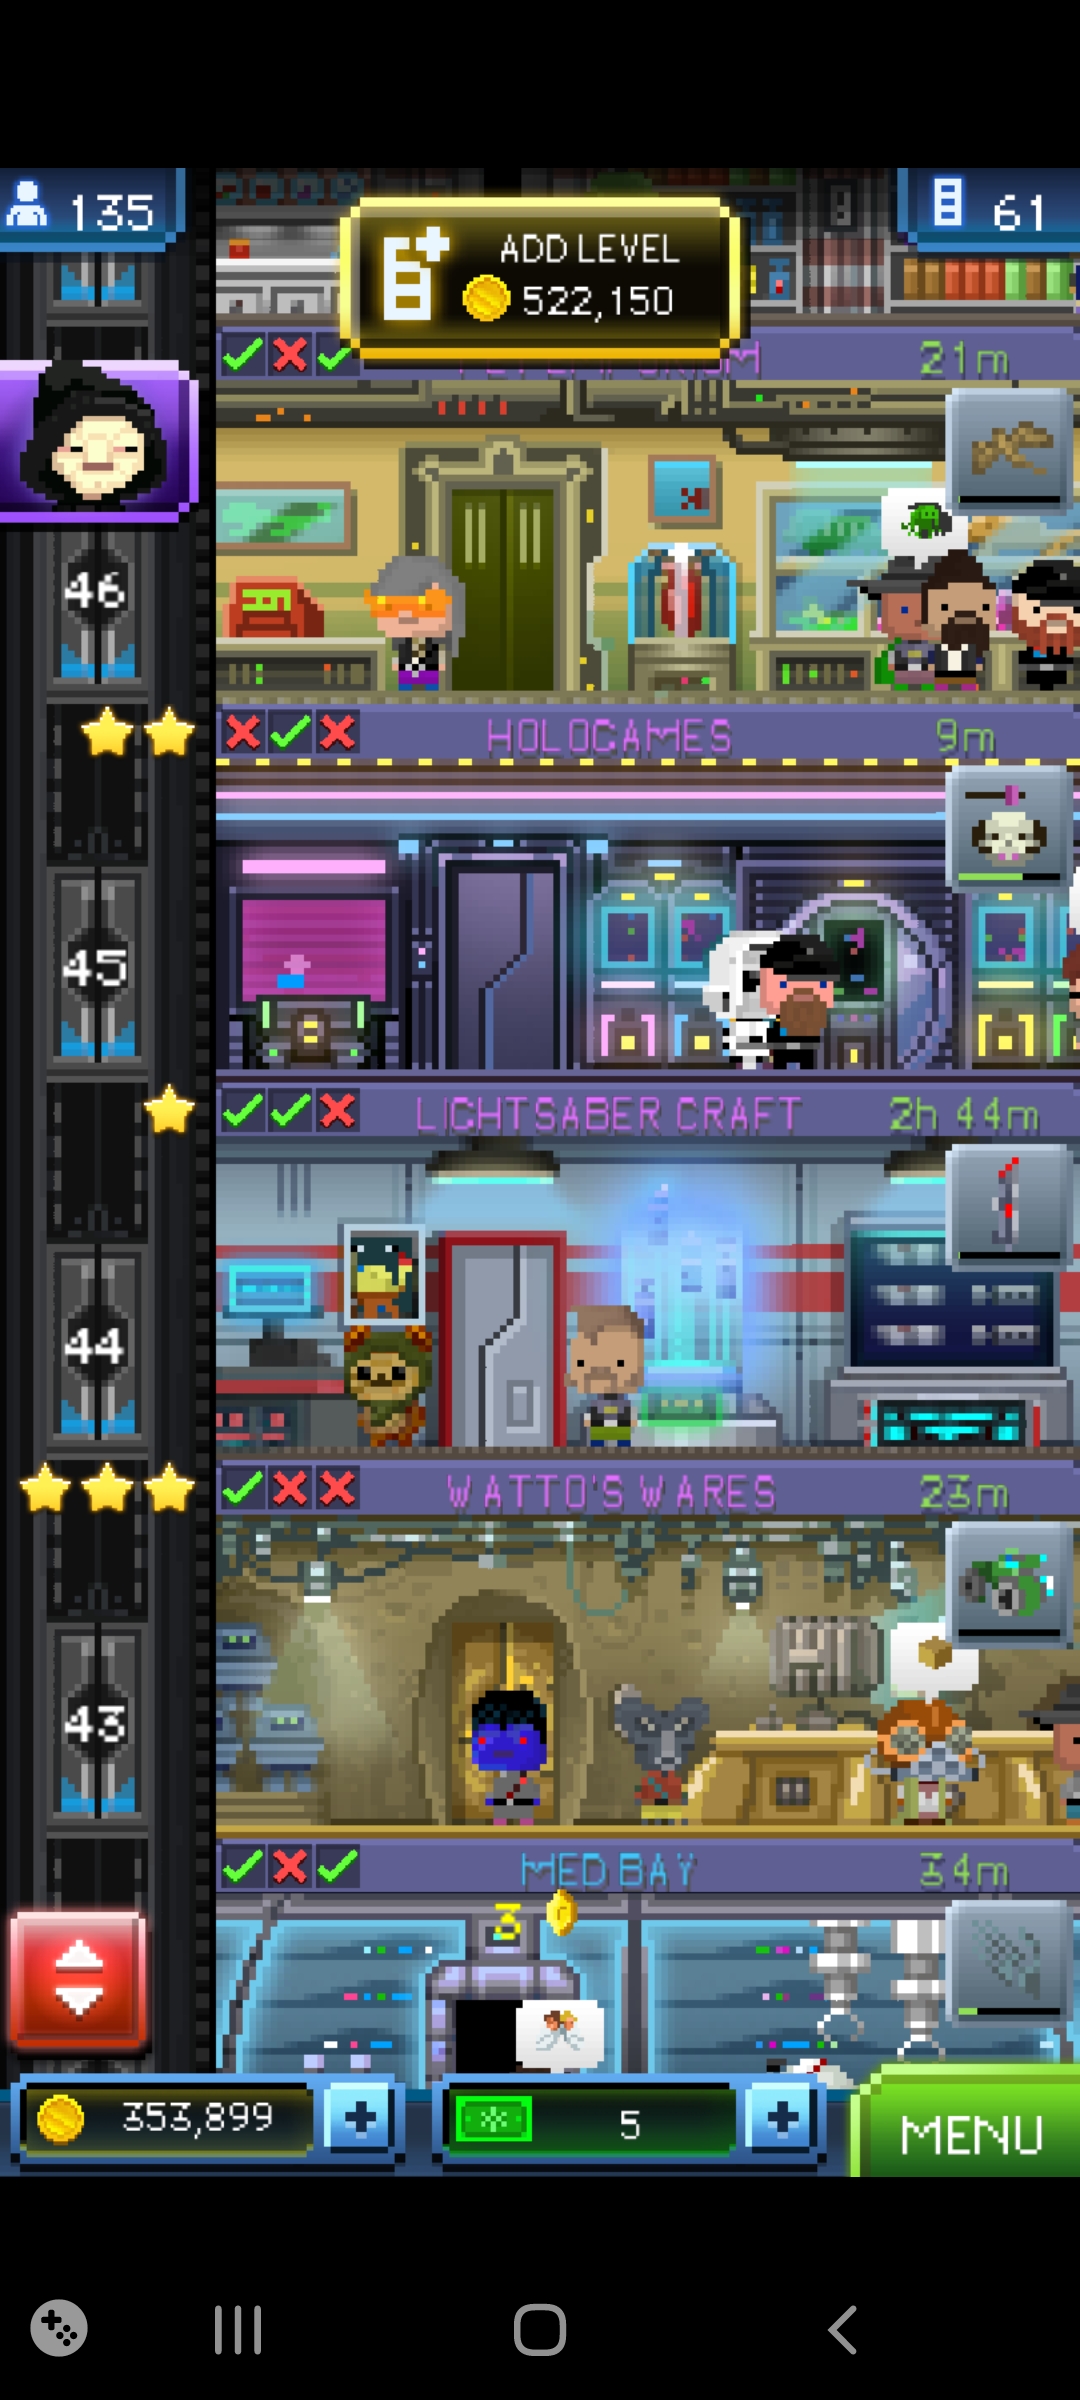 135
ADD LEVEL
522,150
61
21m
46
HOLOGAMES
9m
45
LIGHTSABER CRAFT
2h 44m
44
WATTO'S WARES
23m
43
MED BAY
34m
3
353,899
5
MENU